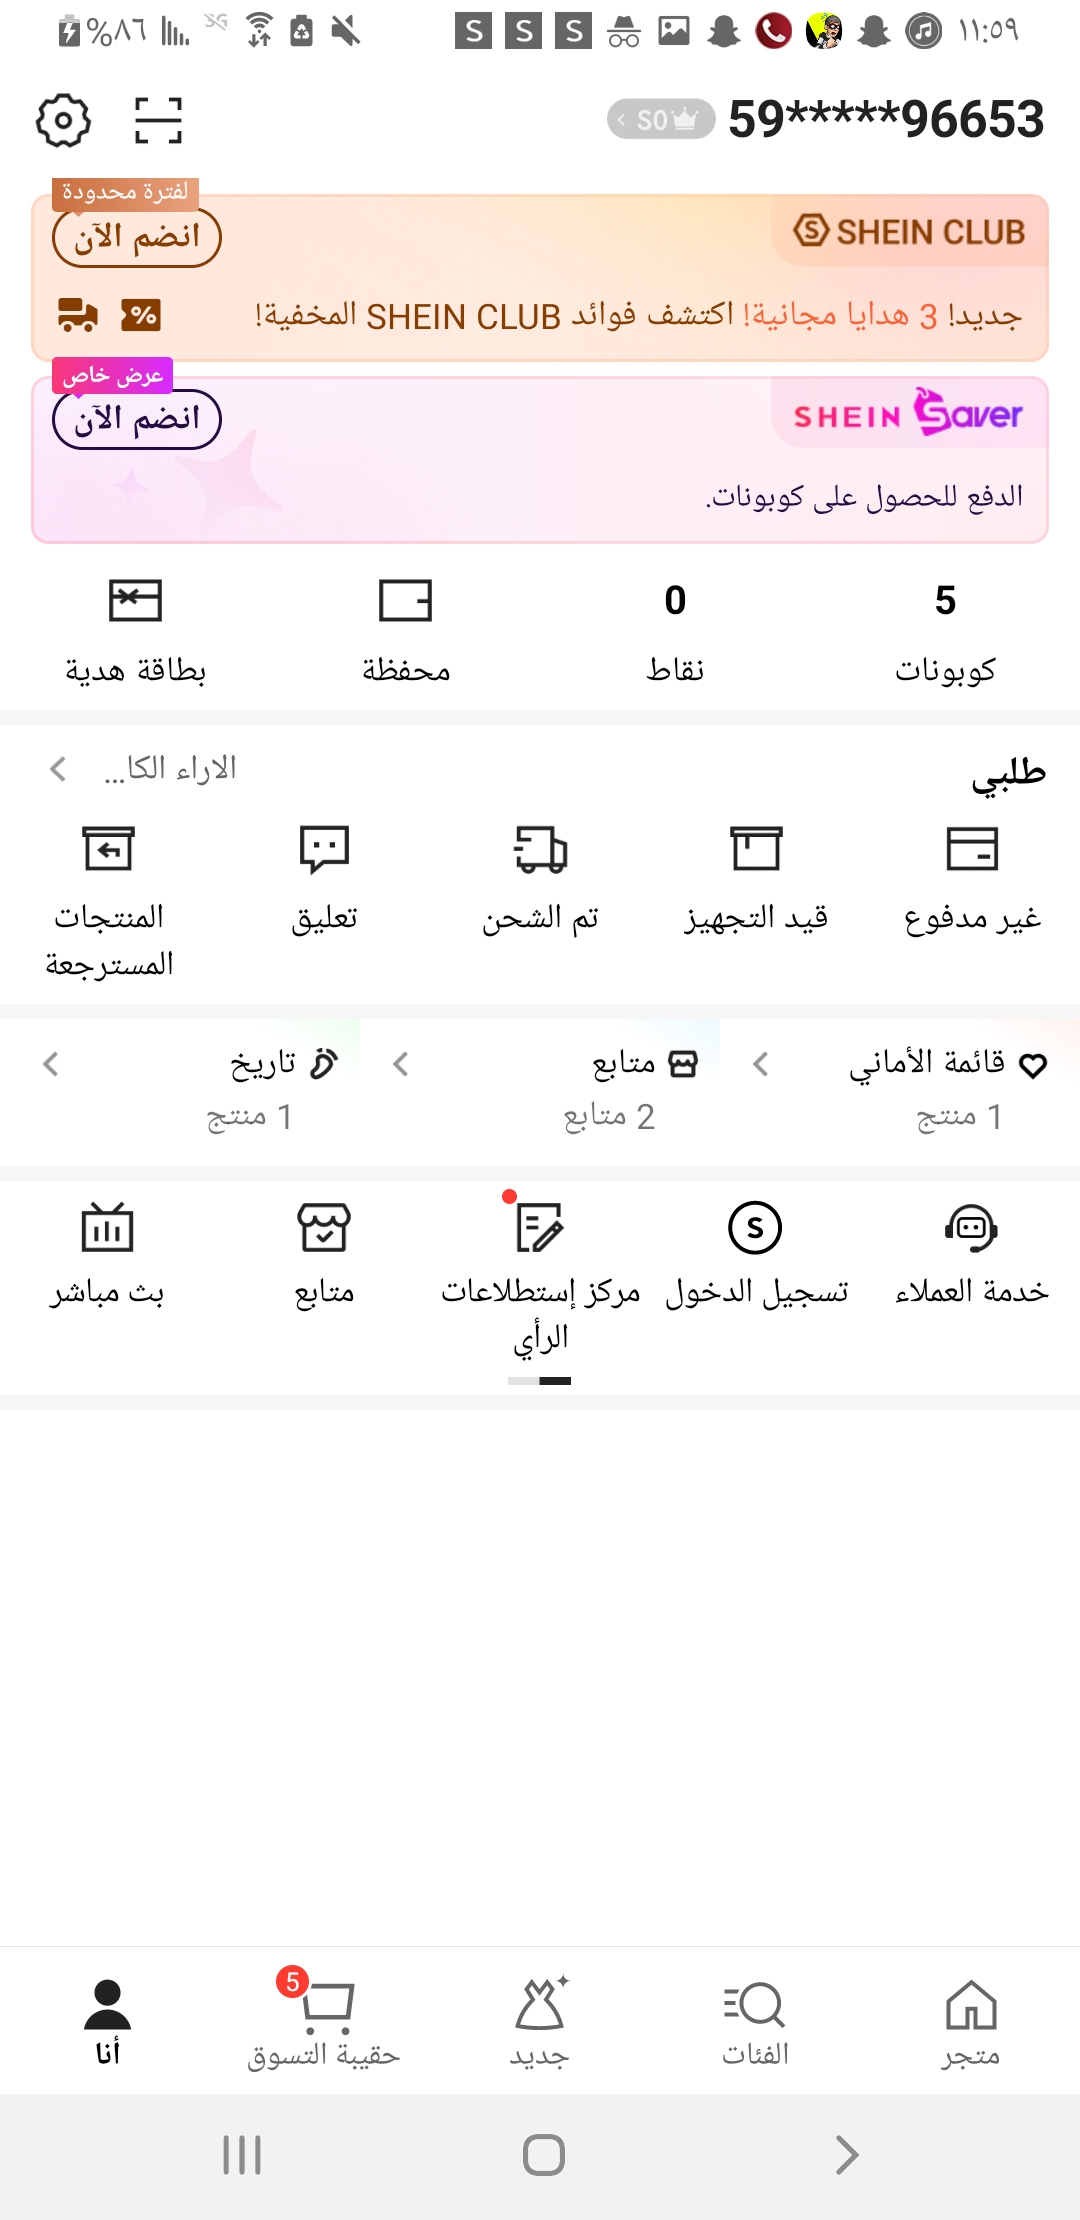 %٨٦ 3G S S S ١١:٥٩
59*****96653 S0
لفترة محدودة
SHEIN CLUB انضم الآن
جديد! 3 هدايا مجانية! اكتشف فوائد SHEIN CLUB المخفية!
عرض خاص
SHEIN Saver انضم الآن
الدفع للحصول على كوبونات.
5 0
كوبونات نقاط محفظة بطاقة هدية
طلبي الاراء الكا...
غير مدفوع قيد التجهيز تم الشحن تعليق المنتجات المسترجعة
قائمة الأماني متابع تاريخ
1 منتج 2 متابع 1 منتج
خدمة العملاء تسجيل الدخول مركز إستطلاعات الرأي متابع بث مباشر
5
متجر الفئات جديد حقيبة التسوق أنا